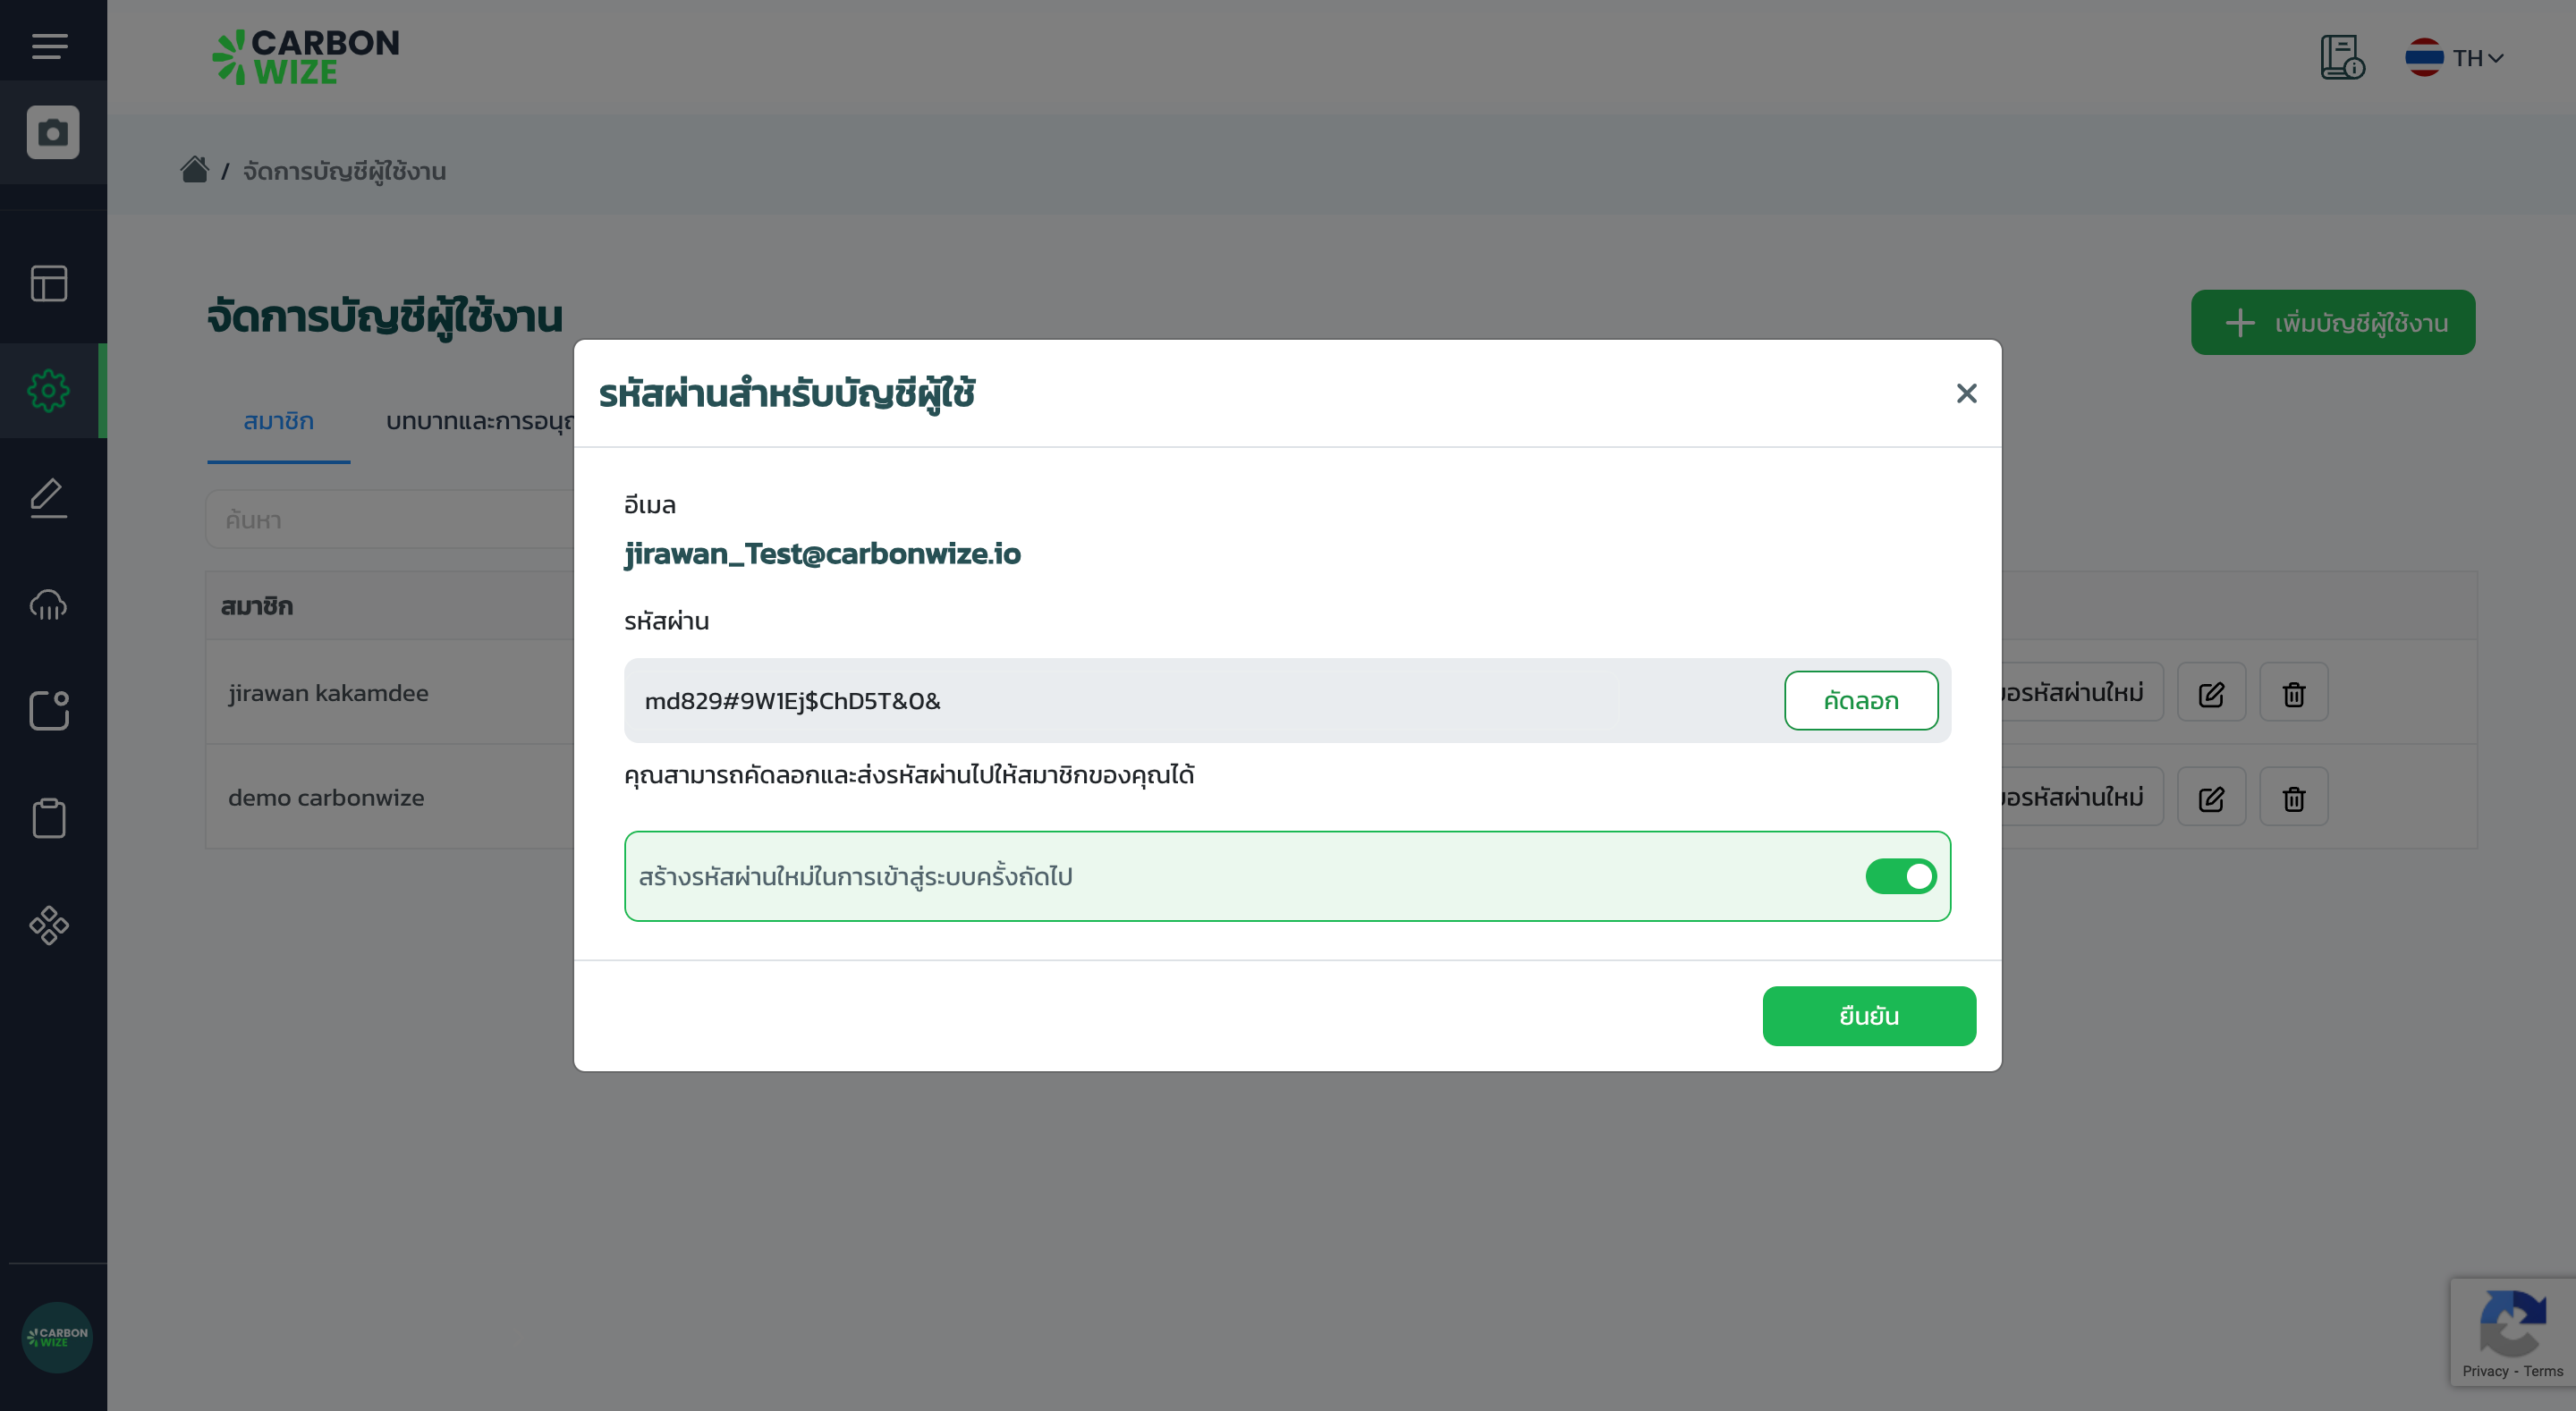 CARBON
WIZE
TH
/ จัดการบัญชีผู้ใช้งาน
จัดการบัญชีผู้ใช้งาน
เพิ่มบัญชีผู้ใช้งาน
รหัสผ่านสำหรับบัญชีผู้ใช้
สมาชิก
บทบาทและการอนุญ
อีเมล
ค้นหา
jirawan_Test@carbonwize.io
สมาชิก
รหัสผ่าน
jirawan kakamdee
md829#9W1Ej$ChD5T&0&
คัดลอก
อรหัสผ่านใหม่
คุณสามารถคัดลอกและส่งรหัสผ่านไปให้สมาชิกของคุณได้
demo carbonwize
อรหัสผ่านใหม่
สร้างรหัสผ่านใหม่ในการเข้าสู่ระบบครั้งถัดไป
ยืนยัน
CARBON
WIZE
Privacy - Terms